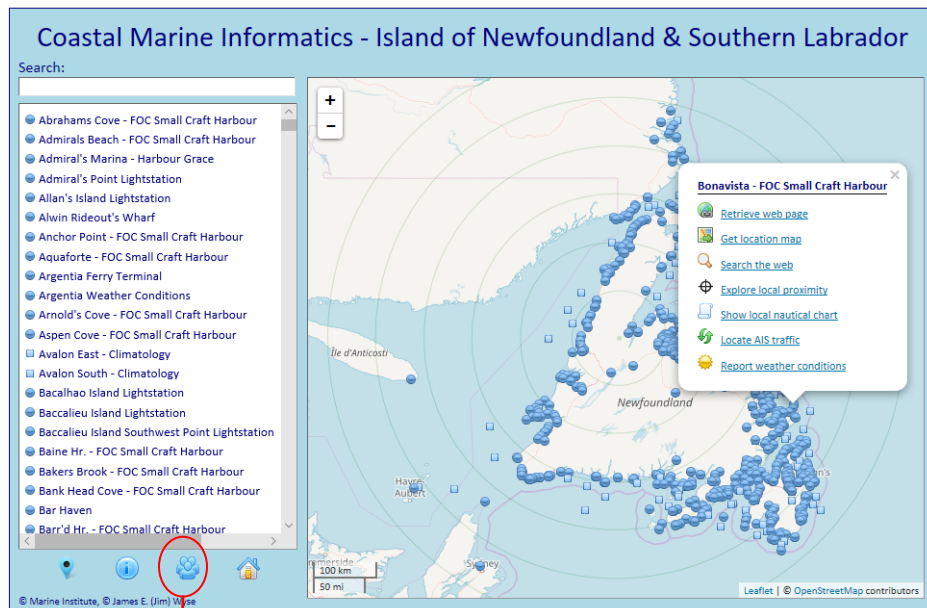 Coastal Marine Informatics - Island of Newfoundland & Southern Labrador
Search:
Abrahams Cove - FOC Small Craft Harbour
Admirals Beach - FOC Small Craft Harbour
Admiral's Marina - Harbour Grace
Admiral's Point Lightstation
Allan's Island Lightstation
Alwin Rideout's Wharf
Anchor Point - FOC Small Craft Harbour
Aquaforte - FOC Small Craft Harbour
Argentia Ferry Terminal
Argentia Weather Conditions
Arnold's Cove - FOC Small Craft Harbour
Aspen Cove - FOC Small Craft Harbour
Avalon East - Climatology
Avalon South - Climatology
Bacalhao Island Lightstation
Baccalieu Island Lightstation
Baccalieu Island Southwest Point Lightstation
Baine Hr. - FOC Small Craft Harbour
Bakers Brook - FOC Small Craft Harbour
Bank Head Cove - FOC Small Craft Harbour
Bar Haven
Barr'd Hr. - FOC Small Craft Harbour
© Marine Institute, © James E. (Jim) Wyse
+
−
Bonavista - FOC Small Craft Harbour
×
Retrieve web page
Get location map
Search the web
Explore local proximity
Show local nautical chart
Locate AIS traffic
Report weather conditions
Île d'Anticosti
Newfoundland
Havre-
Aubert
Sydney
100 km
50 mi
Leaflet | © OpenStreetMap contributors